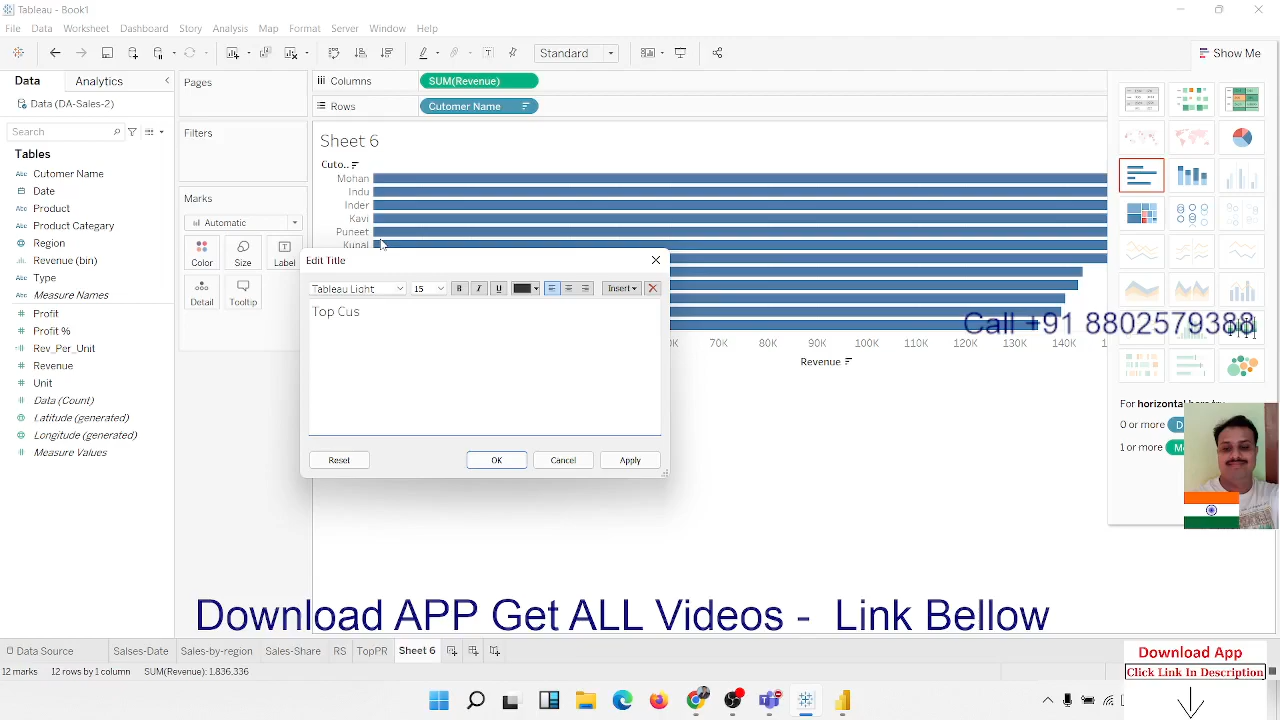 Tableau - Book1
File Data Worksheet Dashboard Story Analysis Map Format Server Window Help
Standard
Show Me
Data Analytics
Pages
Columns SUM(Revenue)
Data (DA-Sales-2)
Rows Cutomer Name
Search
Filters
Sheet 6
Tables
Cuto..
Abc Cutomer Name
Mohan
Date
Indu
Abc Product
Marks
Inder
Abc Product Category
Automatic
Kavi
Region
Puneet
Revenue (bin)
Color Size Label
Kunal
Abc Type
Edit Title
Abc Measure Names
Detail Tooltip
Tableau Light 15 B I U Insert
Profit
Top Cus
Profit %
Call +91 8802579388
Rev_Per_Unit
70K 80K 90K 100K 110K 120K 130K 140K
Revenue
Revenue
Unit
Data (Count)
For horizontal bars try
Latitude (generated)
0 or more
Longitude (generated)
1 or more
Measure Values
Reset OK Cancel Apply
Download APP Get ALL Videos - Link Bellow
Data Source Salses-Date Sales-by-region Sales-Share RS TopPR Sheet 6
Download App
12 marks 12 rows by 1 column SUM(Revenue): 1,836,336
Click Link In Description